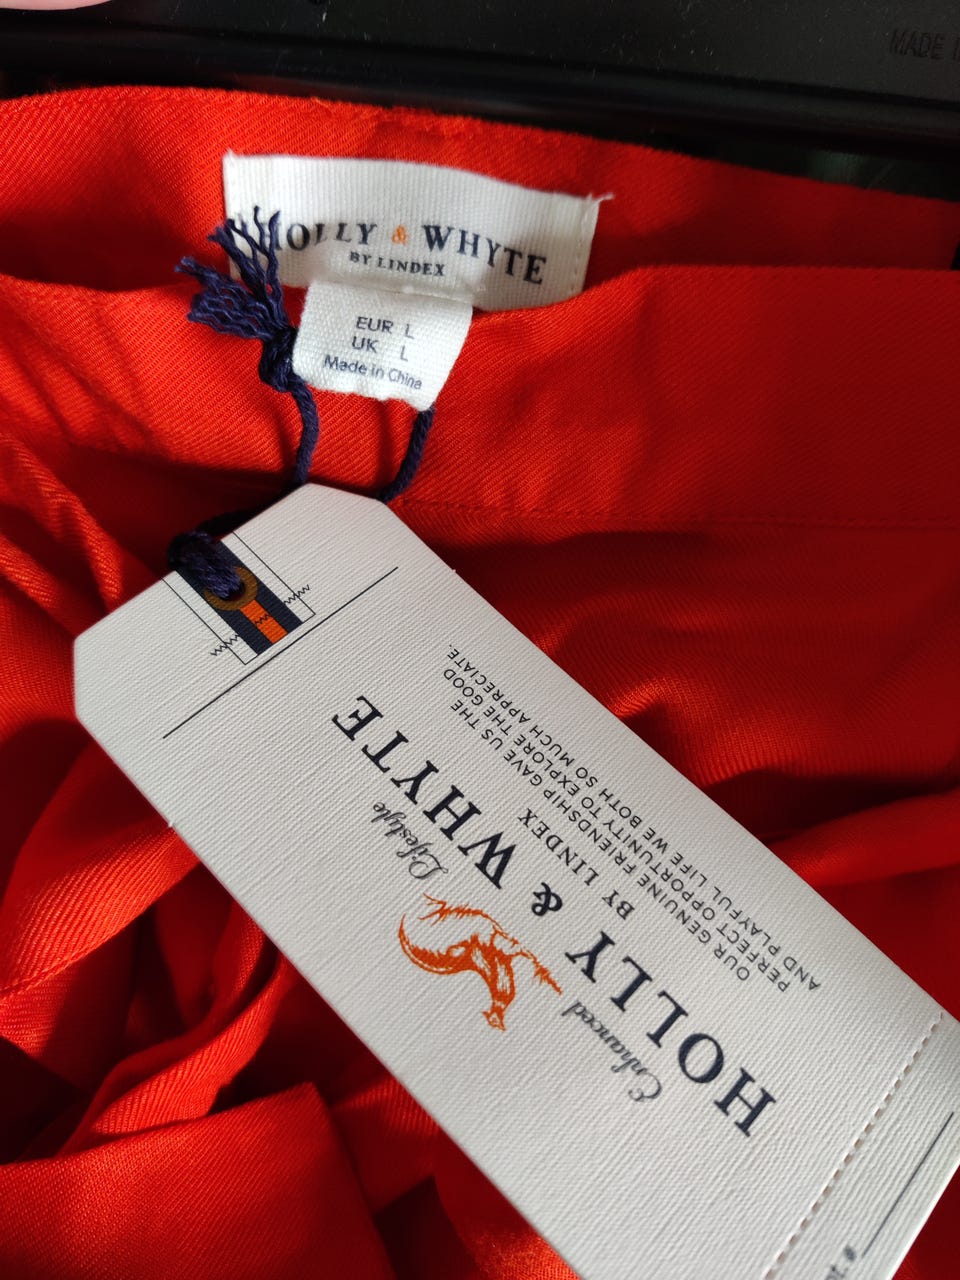 MADE
HOLLY & WHYTE
BY LINDEX
EUR L
UK L
Made in China
Enhanced Lifestyle
HOLLY & WHYTE
BY LINDEX
OUR GENUINE FRIENDSHIP GAVE US THE
PERFECT OPPORTUNITY TO EXPLORE THE GOOD
AND PLAYFUL LIFE WE BOTH SO MUCH APPRECIATE.